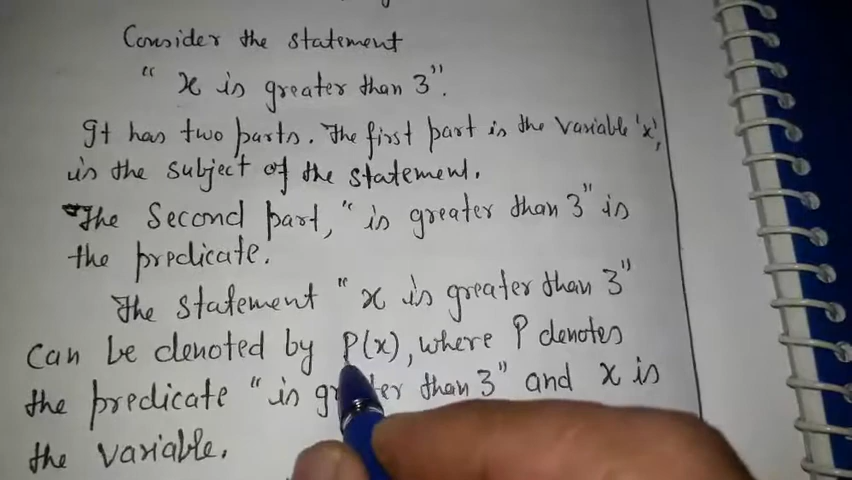 Consider the statement
" x is greater than 3".
It has two parts. The first part is the variable 'x',
is the subject of the statement.
The Second part, "is greater than 3" is
the predicate.
The statement "x is greater than 3"
Can be denoted by P(x), where P denotes
the predicate "is greater than 3" and x is
the variable.